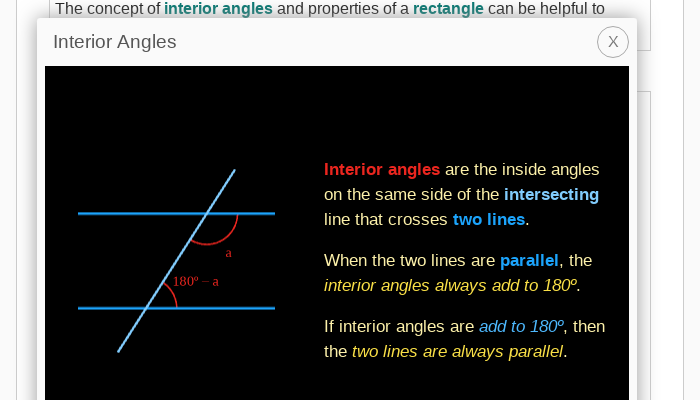 The concept of interior angles and properties of a rectangle can be helpful to
Interior Angles
X
Interior angles are the inside angles
on the same side of the intersecting
line that crosses two lines.
a
180º – a
When the two lines are parallel, the
interior angles always add to 180º.
If interior angles are add to 180º, then
the two lines are always parallel.